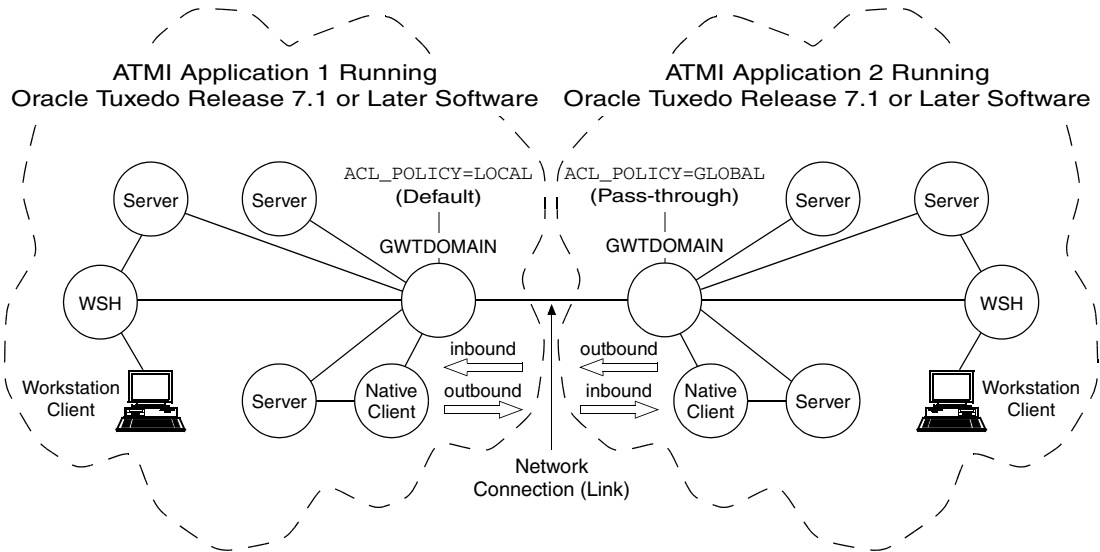 ATMI Application 1 Running
Oracle Tuxedo Release 7.1 or Later Software
ATMI Application 2 Running
Oracle Tuxedo Release 7.1 or Later Software
ACL_POLICY=LOCAL
(Default)
ACL_POLICY=GLOBAL
(Pass-through)
Server
Server
Server
Server
GWTDOMAIN
GWTDOMAIN
WSH
WSH
inbound
outbound
outbound
inbound
Workstation
Client
Server
Native
Client
Native
Client
Server
Workstation
Client
Network
Connection (Link)